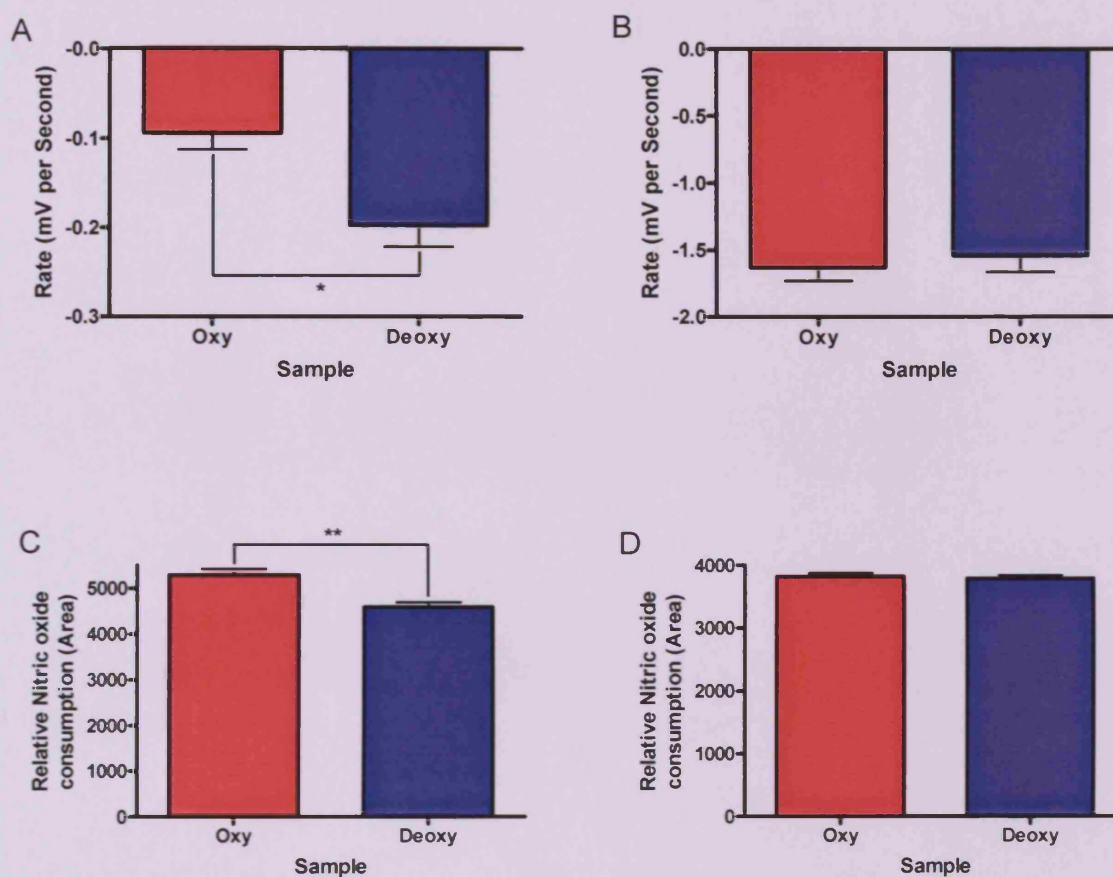 A
-0.0
-0.1
-0.2
-0.3
Rate (mV per Second)
*
Oxy
Deoxy
Sample
B
0.0
-0.5
-1.0
-1.5
-2.0
Rate (mV per Second)
Oxy
Deoxy
Sample
C
**
5000
4000
3000
2000
1000
0
Relative Nitric oxide
consumption (Area)
Oxy
Deoxy
Sample
D
4000
3000
2000
1000
0
Relative Nitric oxide
consumption (Area)
Oxy
Deoxy
Sample